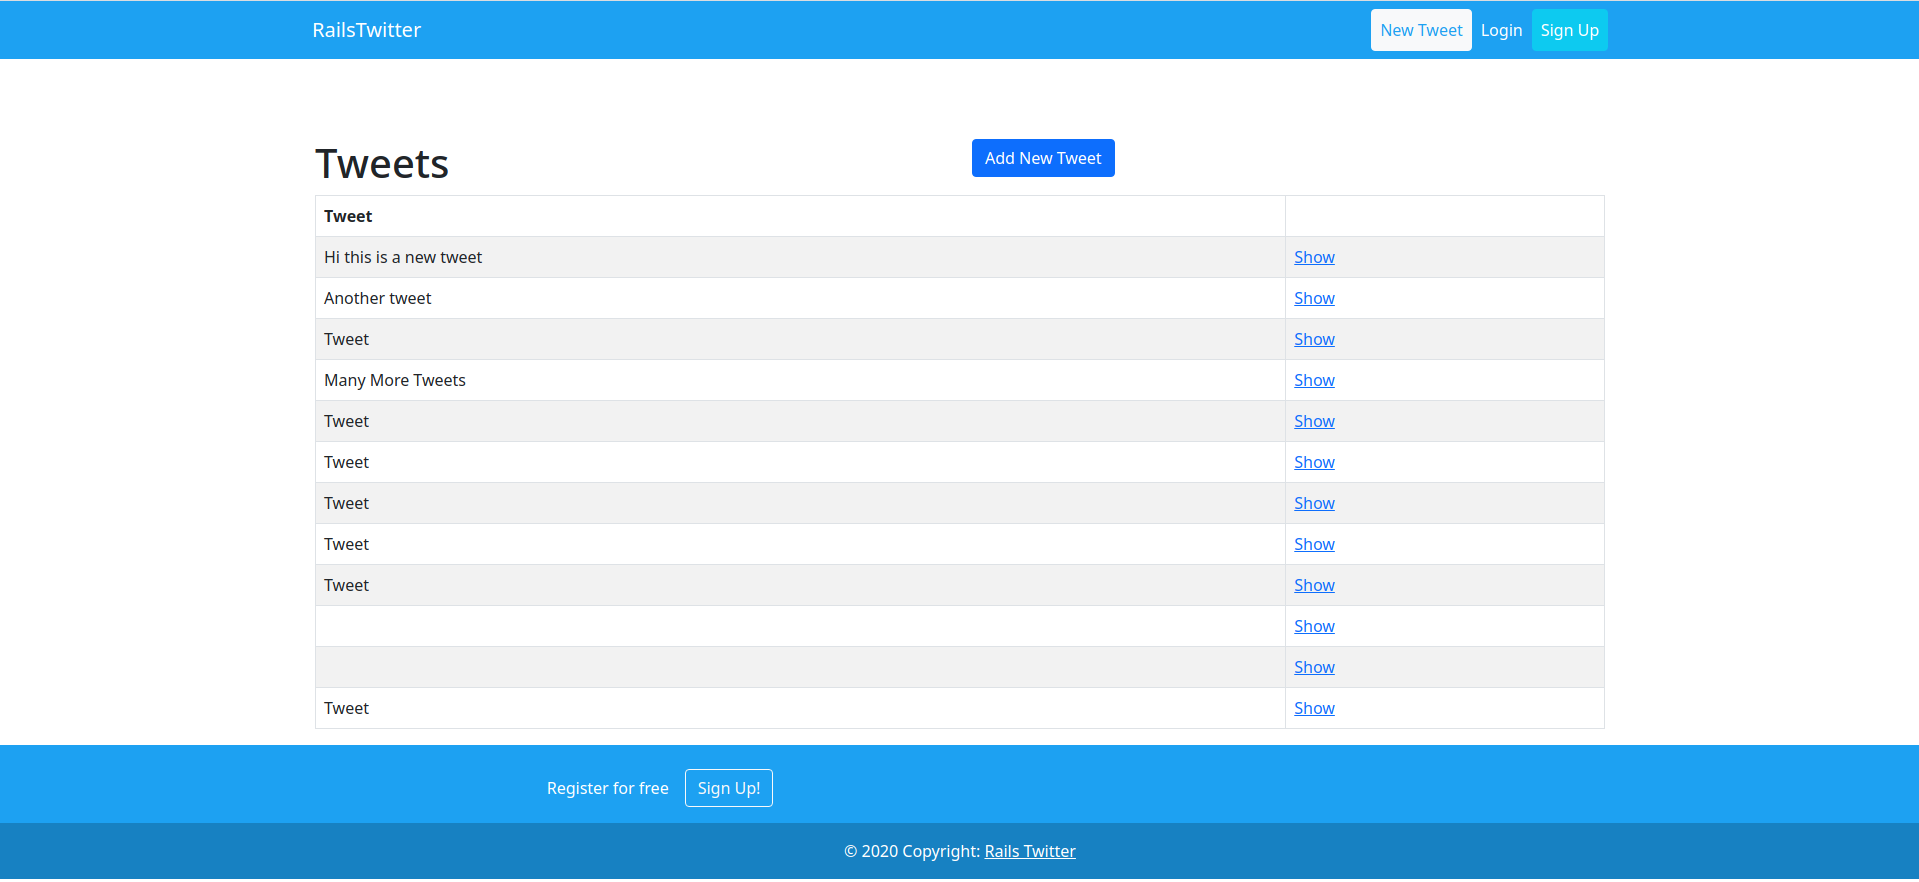 RailsTwitter New Tweet Login Sign Up
Tweets Add New Tweet
Tweet
Hi this is a new tweet Show
Another tweet Show
Tweet Show
Many More Tweets Show
Tweet Show
Tweet Show
Tweet Show
Tweet Show
Tweet Show
Show
Show
Tweet Show
Register for free Sign Up!
© 2020 Copyright: Rails Twitter